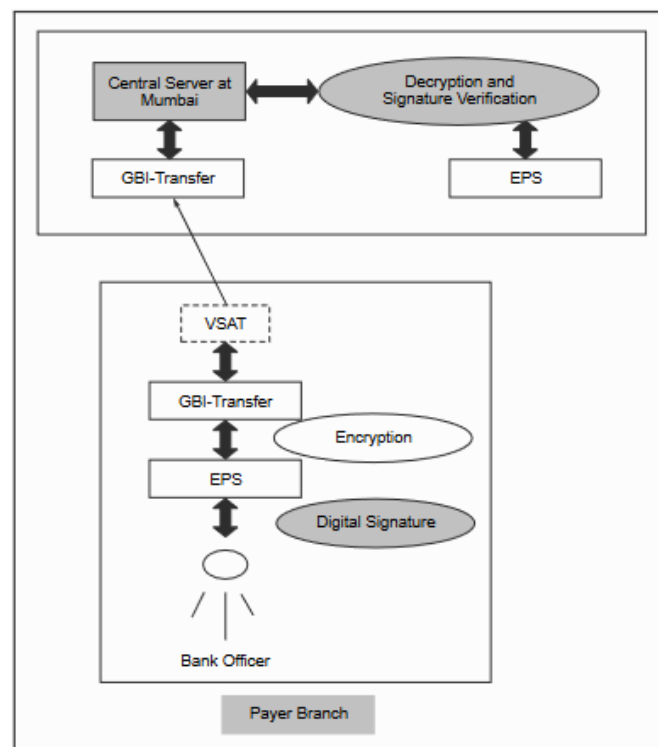 Central Server at
Mumbai
Decryption and
Signature Verification
GBI-Transfer
EPS
VSAT
GBI-Transfer
Encryption
EPS
Digital Signature
Bank Officer
Payer Branch